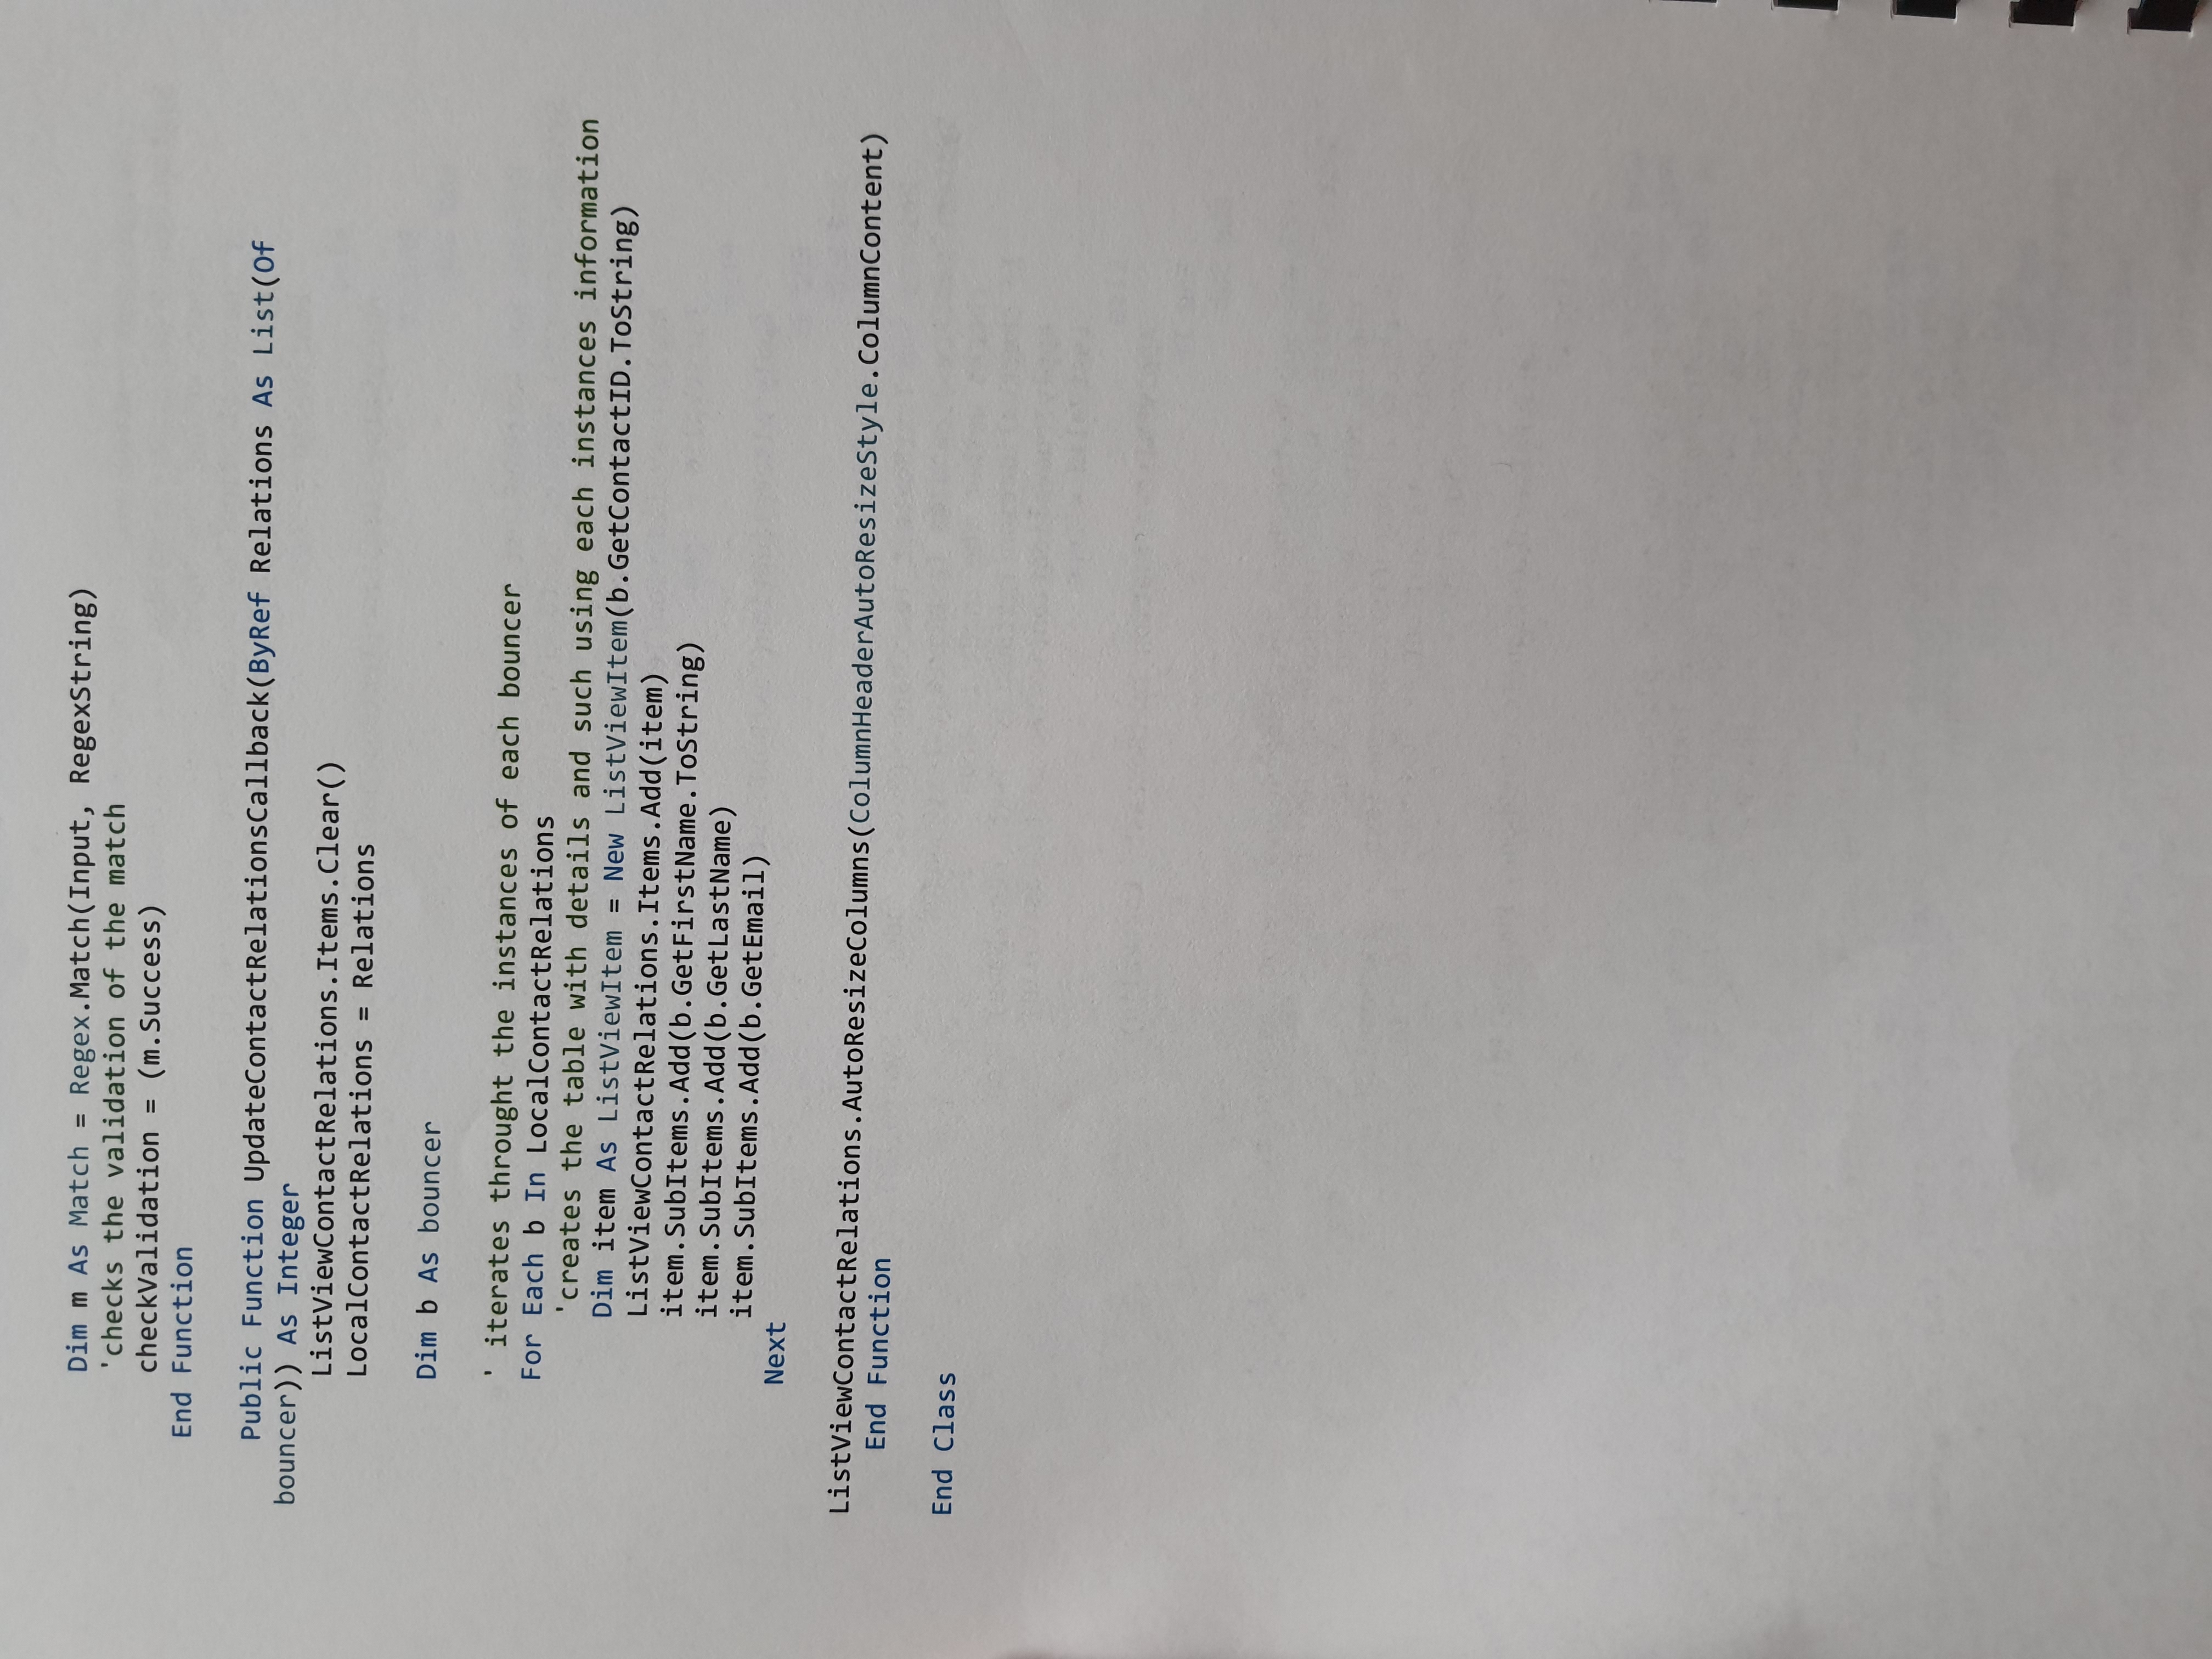 Dim m As Match = Regex.Match(Input, RegexString)
'checks the validation of the match
checkValidation = (m.Success)
End Function
Public Function UpdateContactRelationsCallback(ByRef Relations As List(Of
bouncer)) As Integer
ListViewContactRelations.Items.Clear()
LocalContactRelations = Relations
Dim b As bouncer
' iterates throught the instances of each bouncer
For Each b In LocalContactRelations
'creates the table with details and such using each instances information
Dim item As ListViewItem = New ListViewItem(b.GetContactID.ToString)
ListViewContactRelations.Items.Add(item)
item.SubItems.Add(b.GetFirstName.ToString)
item.SubItems.Add(b.GetLastName)
item.SubItems.Add(b.GetEmail)
Next
ListViewContactRelations.AutoResizeColumns(ColumnHeaderAutoResizeStyle.ColumnContent)
End Function
End Class